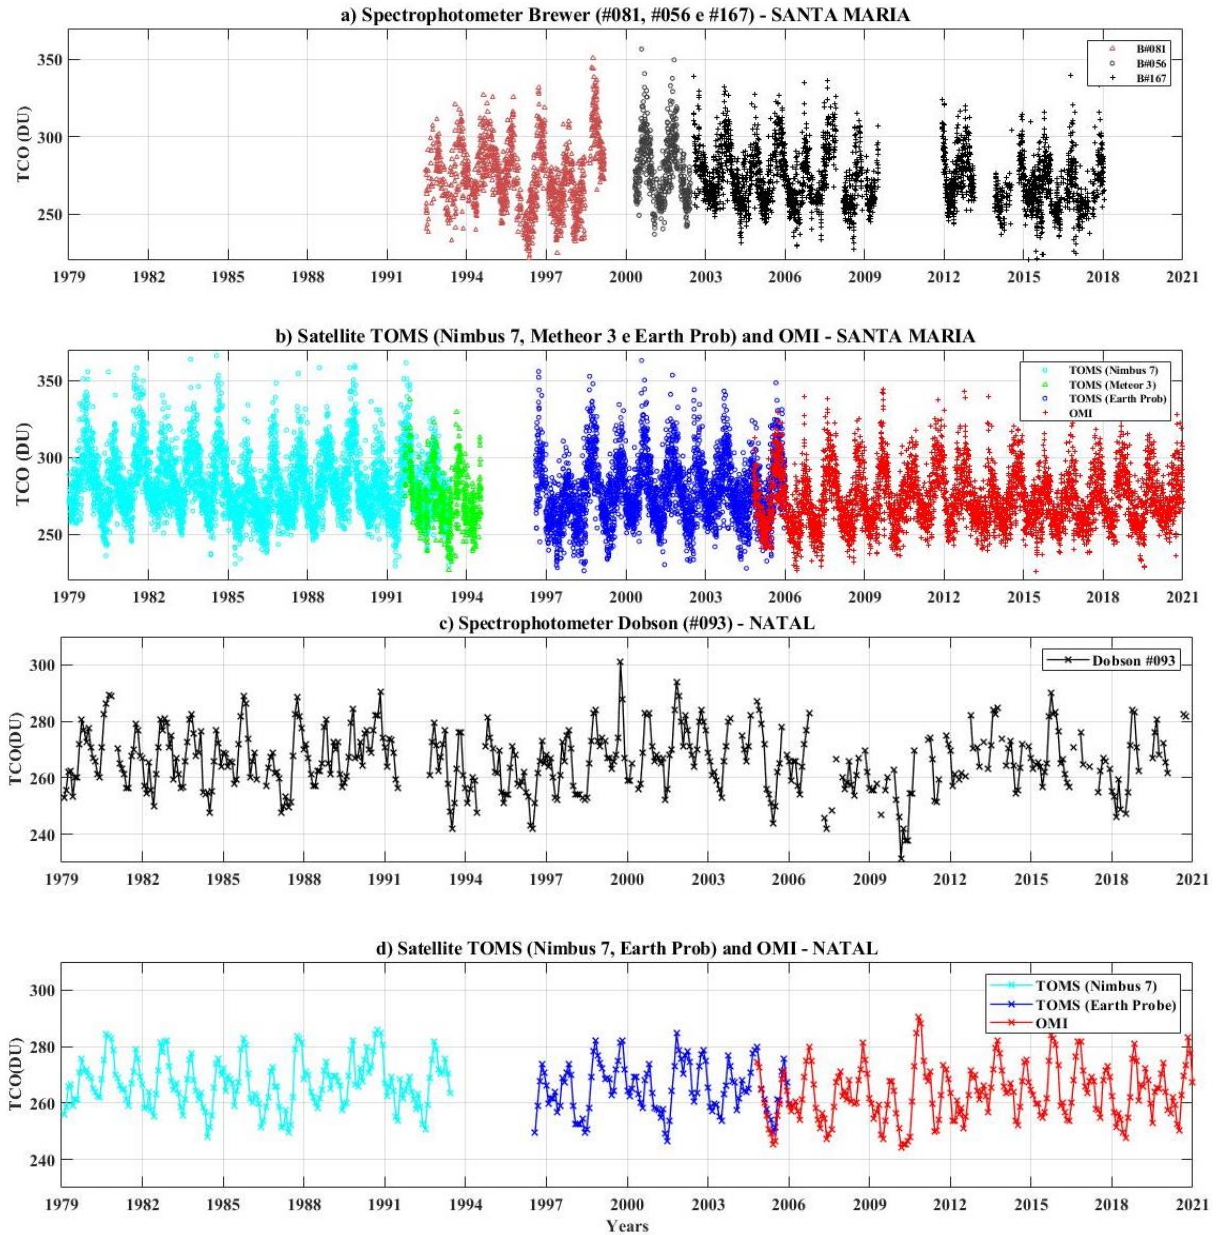 a) Spectrophotometer Brewer (#081, #056 e #167) - SANTA MARIA
TCO (DU)
350
300
250
B#081
B#056
B#167
1979 1982 1985 1988 1991 1994 1997 2000 2003 2006 2009 2012 2015 2018 2021
b) Satellite TOMS (Nimbus 7, Metheor 3 e Earth Prob) and OMI - SANTA MARIA
TCO (DU)
350
300
250
TOMS (Nimbus 7)
TOMS (Meteor 3)
TOMS (Earth Prob)
OMI
1979 1982 1985 1988 1991 1994 1997 2000 2003 2006 2009 2012 2015 2018 2021
c) Spectrophotometer Dobson (#093) - NATAL
TCO(DU)
300
280
260
240
Dobson #093
1979 1982 1985 1988 1991 1994 1997 2000 2003 2006 2009 2012 2015 2018 2021
d) Satellite TOMS (Nimbus 7, Earth Prob) and OMI - NATAL
TCO(DU)
300
280
260
240
TOMS (Nimbus 7)
TOMS (Earth Probe)
OMI
1979 1982 1985 1988 1991 1994 1997 2000 2003 2006 2009 2012 2015 2018 2021
Years